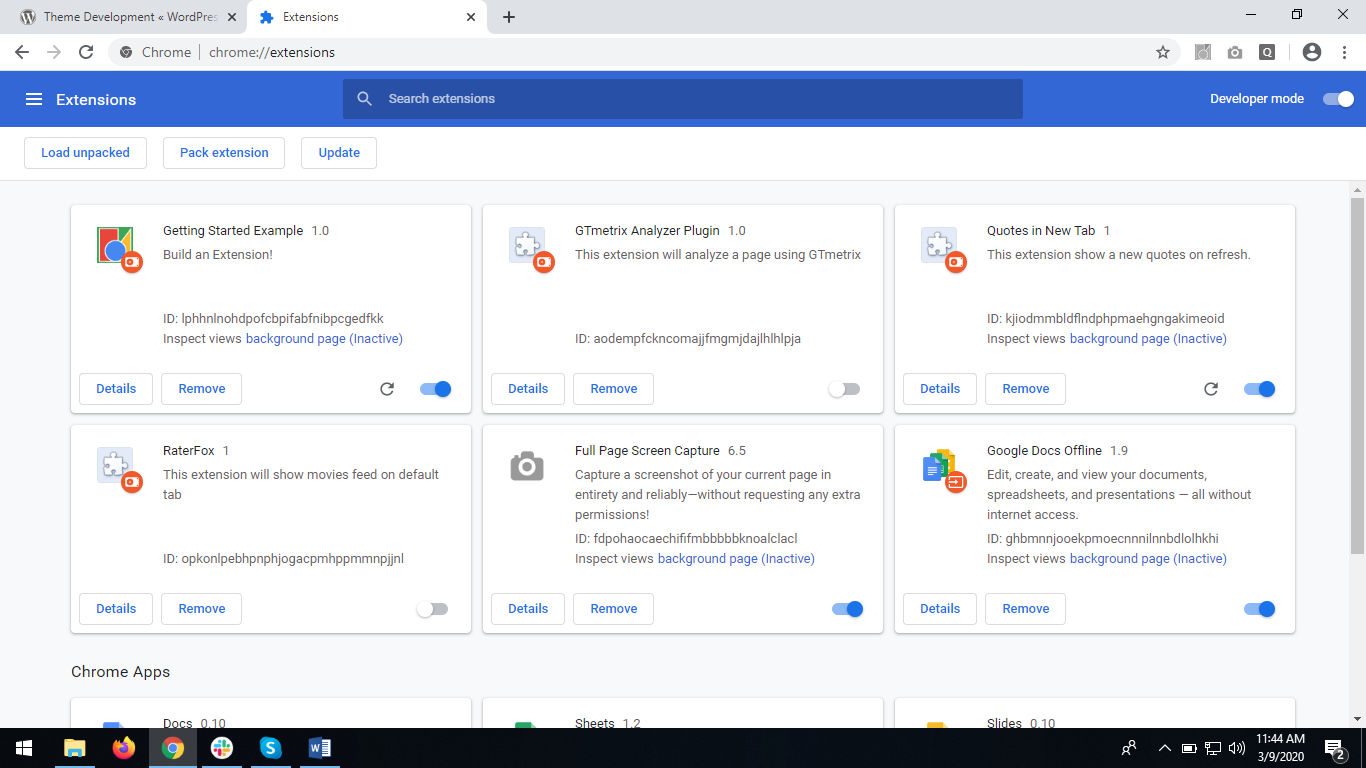 Theme Development « WordPres
Extensions
Chrome
chrome://extensions
Extensions
Search extensions
Developer mode
Load unpacked
Pack extension
Update
Getting Started Example 1.0
Build an Extension!
ID: lphhnlnohdpofcbpifabfnibpcgedfkk
Inspect views background page (Inactive)
Details
Remove
GTmetrix Analyzer Plugin 1.0
This extension will analyze a page using GTmetrix
ID: aodempfckncomajjfmgmjdajlhlhlpja
Details
Remove
Quotes in New Tab 1
This extension show a new quotes on refresh.
ID: kjiodmmbldflndphpmaehgngakimeoid
Inspect views background page (Inactive)
Details
Remove
RaterFox 1
This extension will show movies feed on default
tab
ID: opkonlpebhpnphjogacpmhppmmnpjjnl
Details
Remove
Full Page Screen Capture 6.5
Capture a screenshot of your current page in
entirety and reliably—without requesting any extra
permissions!
ID: fdpohaocaechififmbbbbbknoalclacl
Inspect views background page (Inactive)
Details
Remove
Google Docs Offline 1.9
Edit, create, and view your documents,
spreadsheets, and presentations — all without
internet access.
ID: ghbmnnjooekpmoecnnnilnnbdlolhkhi
Inspect views background page (Inactive)
Details
Remove
Chrome Apps
Docs 0.10
Sheets 1.2
Slides 0.10
11:44 AM
3/9/2020
2